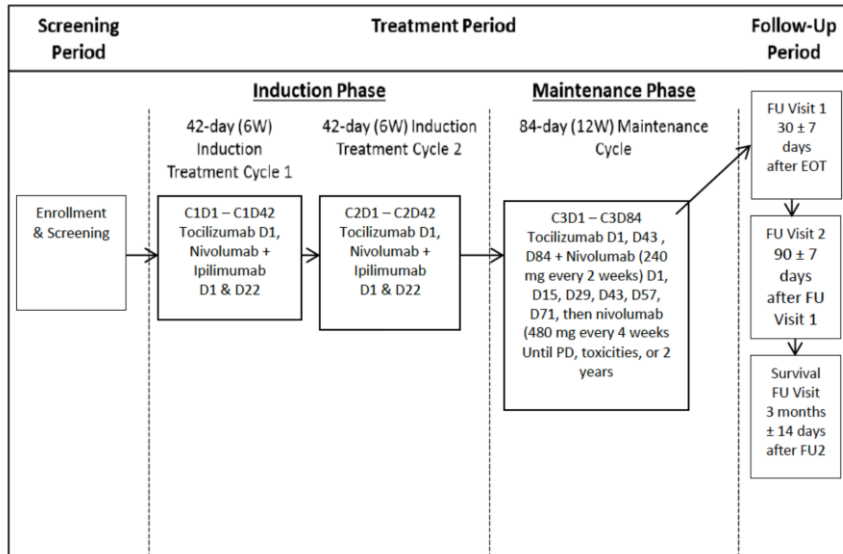 Screening
Period
Treatment Period
Follow-Up
Period
Induction Phase
Maintenance Phase
42-day (6W)
Induction
Treatment Cycle 1
42-day (6W) Induction
Treatment Cycle 2
84-day (12W) Maintenance
Cycle
Enrollment
& Screening
C1D1 – C1D42
Tocilizumab D1,
Nivolumab +
Ipilimumab
D1 & D22
C2D1 – C2D42
Tocilizumab D1,
Nivolumab +
Ipilimumab
D1 & D22
C3D1 – C3D84
Tocilizumab D1, D43 ,
D84 + Nivolumab (240
mg every 2 weeks) D1,
D15, D29, D43, D57,
D71, then nivolumab
(480 mg every 4 weeks
Until PD, toxicities, or 2
years
FU Visit 1
30 ± 7
days
after EOT
FU Visit 2
90 ± 7
days
after FU
Visit 1
Survival
FU Visit
3 months
± 14 days
after FU2